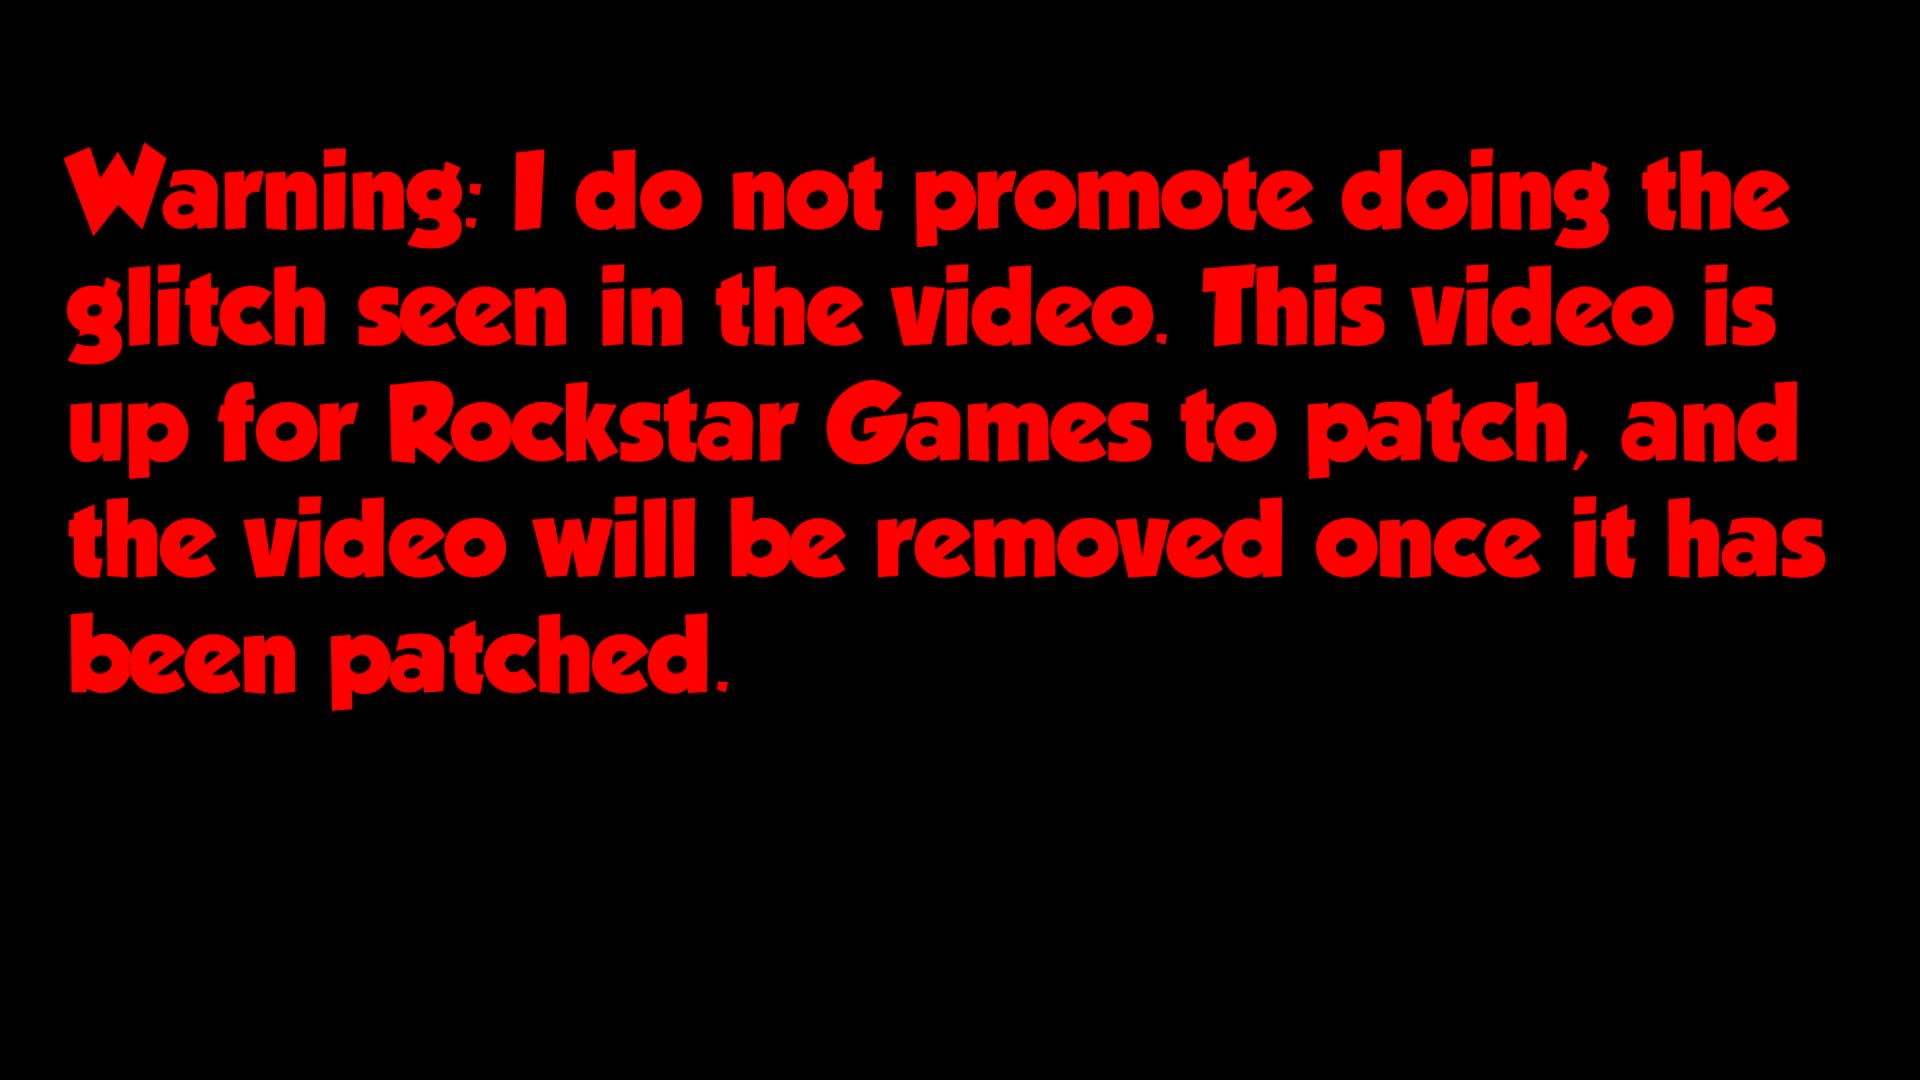 Warning: I do not promote doing the
glitch seen in the video. This video is
up for Rockstar Games to patch, and
the video will be removed once it has
been patched.